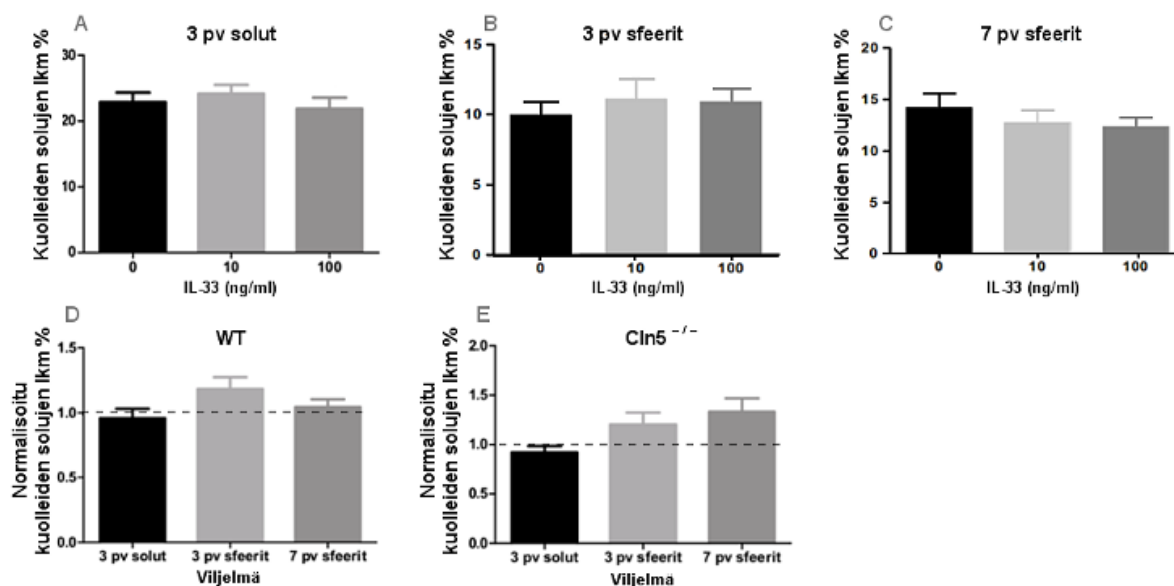 A
3 pv solut
Kuolleiden solujen lkm %
30
20
10
0
0 10 100
IL-33 (ng/ml)
B
3 pv sfeerit
Kuolleiden solujen lkm %
15
10
5
0
0 10 100
IL-33 (ng/ml)
C
7 pv sfeerit
Kuolleiden solujen lkm %
20
15
10
5
0
0 10 100
IL-33 (ng/ml)
D
WT
Normalisoitu
kuolleiden solujen lkm %
1.5
1.0
0.5
0.0
3 pv solut 3 pv sfeerit 7 pv sfeerit
Viljelmä
E
Cln5 −/−
Normalisoitu
kuolleiden solujen lkm %
2.0
1.5
1.0
0.5
0.0
3 pv solut 3 pv sfeerit 7 pv sfeerit
Viljelmä